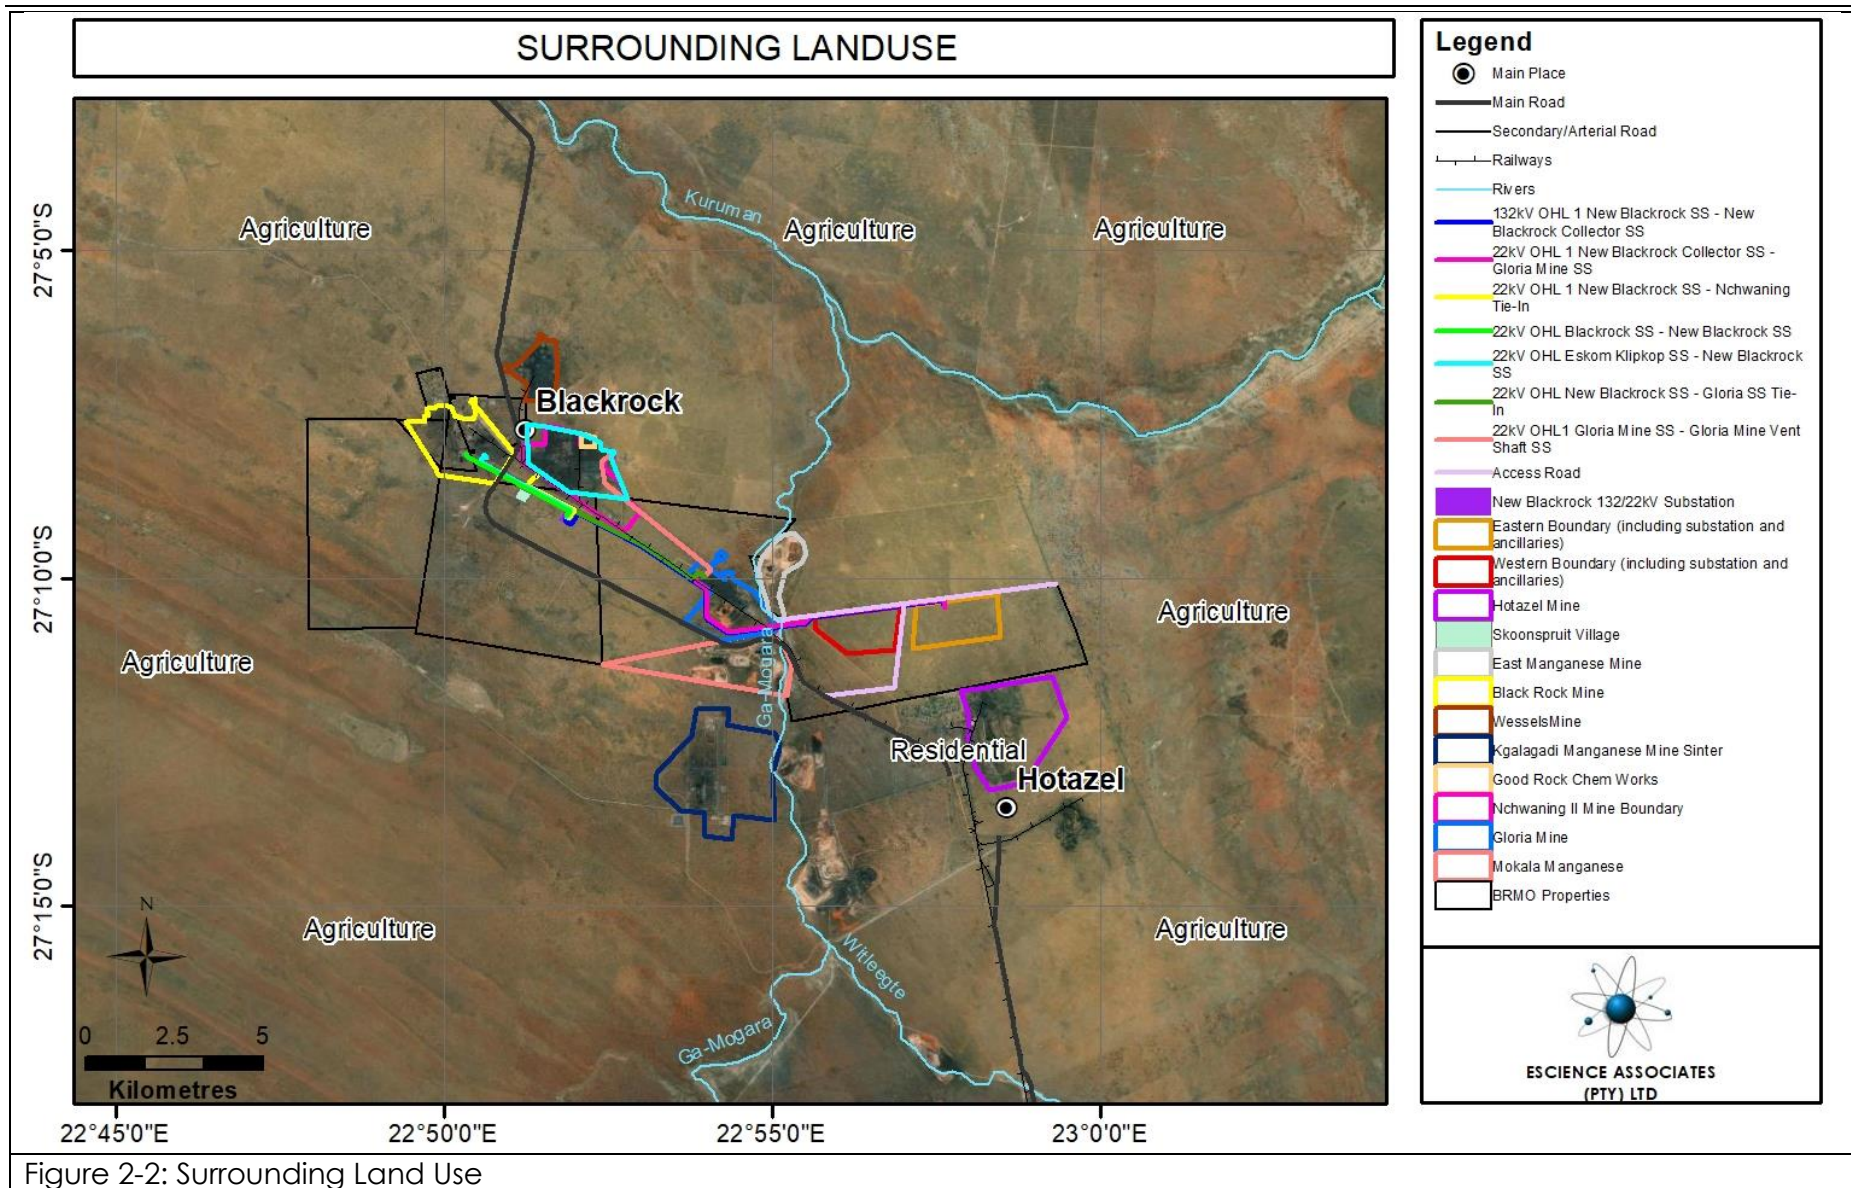 SURROUNDING LANDUSE
Agriculture
Agriculture
Agriculture
Kuruman
Blackrock
Agriculture
Agriculture
Ga-Mogara
Residential
Hotazel
Agriculture
Agriculture
Witleegte
Ga-Mogara
N
0 2.5 5
Kilometres
27°5'0"S
27°10'0"S
27°15'0"S
22°45'0"E
22°50'0"E
22°55'0"E
23°0'0"E
Legend
Main Place
Main Road
Secondary/Arterial Road
Railways
Rivers
132kV OHL 1 New Blackrock SS - New
Blackrock Collector SS
22kV OHL 1 New Blackrock Collector SS -
Gloria Mine SS
22kV OHL 1 New Blackrock SS - Nchwaning
Tie-In
22kV OHL Blackrock SS - New Blackrock SS
22kV OHL Eskom Klipkop SS - New Blackrock
SS
22kV OHL New Blackrock SS - Gloria SS Tie-
In
22kV OHL1 Gloria Mine SS - Gloria Mine Vent
Shaft SS
Access Road
New Blackrock 132/22kV Substation
Eastern Boundary (including substation and
ancillaries)
Western Boundary (including substation and
ancillaries)
Hotazel Mine
Skoonspruit Village
East Manganese Mine
Black Rock Mine
WesselsMine
Kgalagadi Manganese Mine Sinter
Good Rock Chem Works
Nchwaning II Mine Boundary
Gloria Mine
Mokala Manganese
BRMO Properties
ESCIENCE ASSOCIATES
(PTY) LTD
Figure 2-2: Surrounding Land Use